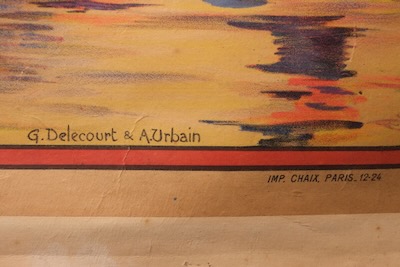 G. Delecourt & A. Urbain
IMP. CHAIX, PARIS. 12-24